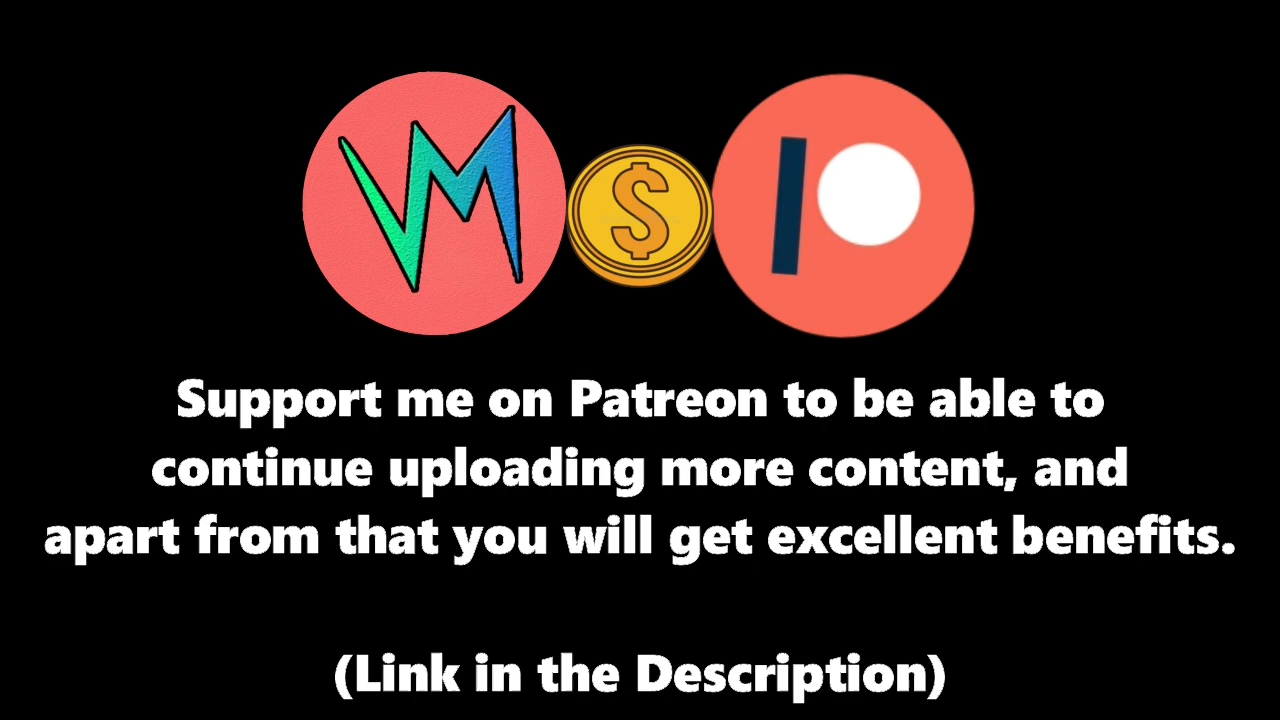 VM
$
Support me on Patreon to be able to
continue uploading more content, and
apart from that you will get excellent benefits.
(Link in the Description)